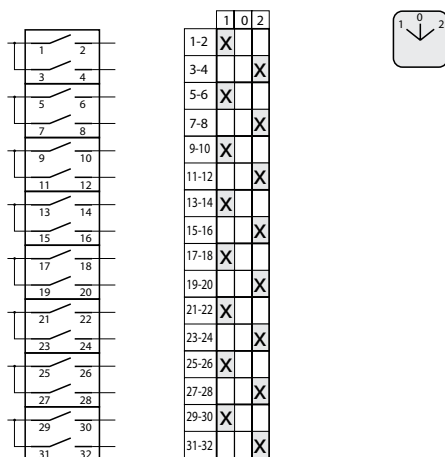 1 2
3 4
5 6
7 8
9 10
11 12
13 14
15 16
17 18
19 20
21 22
23 24
25 26
27 28
29 30
31 32
1 0 2
1-2 X
3-4 X
5-6 X
7-8 X
9-10 X
11-12 X
13-14 X
15-16 X
17-18 X
19-20 X
21-22 X
23-24 X
25-26 X
27-28 X
29-30 X
31-32 X
1 0 2